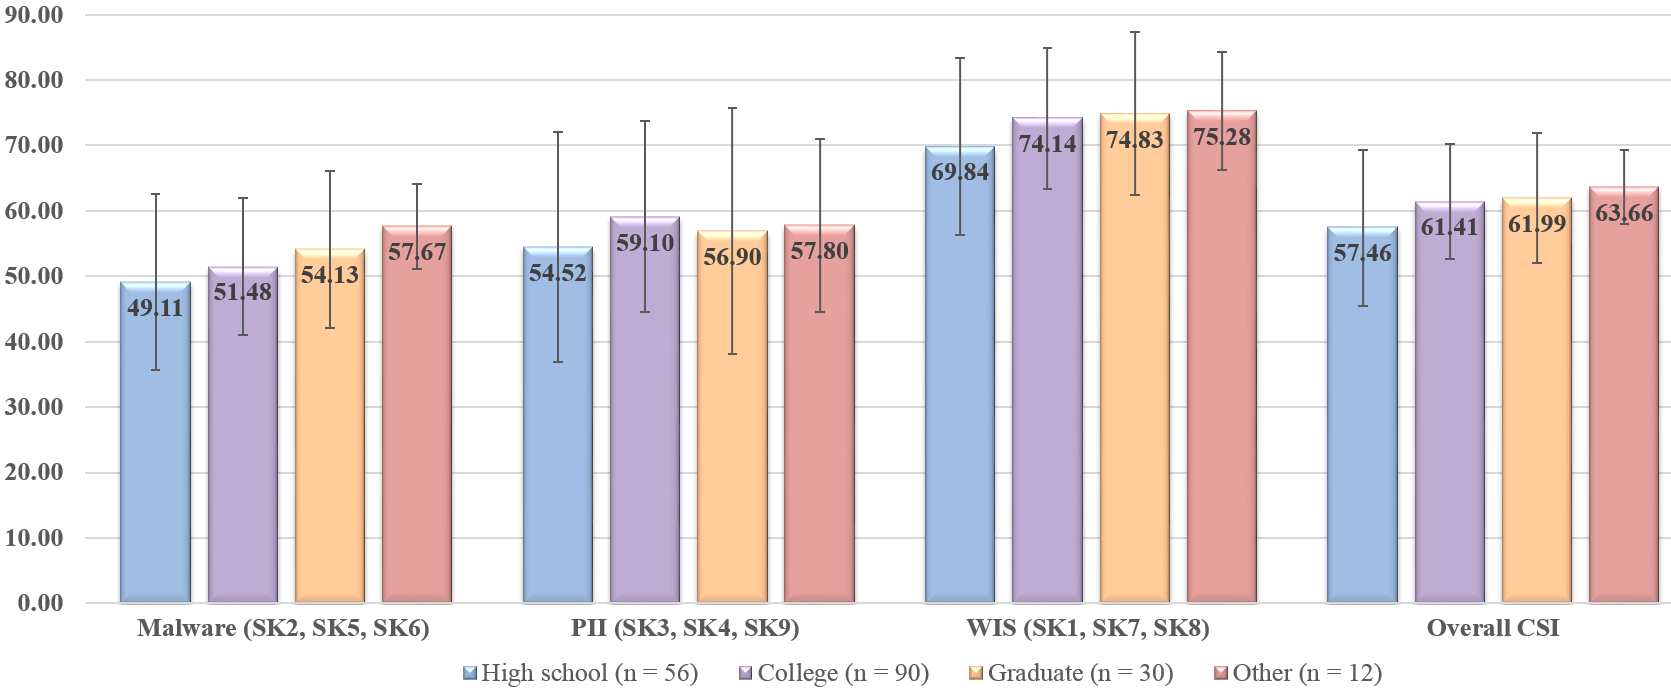 90.00
80.00
70.00
60.00
50.00
40.00
30.00
20.00
10.00
0.00
49.11 51.48 54.13 57.67
54.52 59.10 56.90 57.80
69.84 74.14 74.83 75.28
57.46 61.41 61.99 63.66
Malware (SK2, SK5, SK6) PII (SK3, SK4, SK9) WIS (SK1, SK7, SK8) Overall CSI
High school (n = 56) College (n = 90) Graduate (n = 30) Other (n = 12)